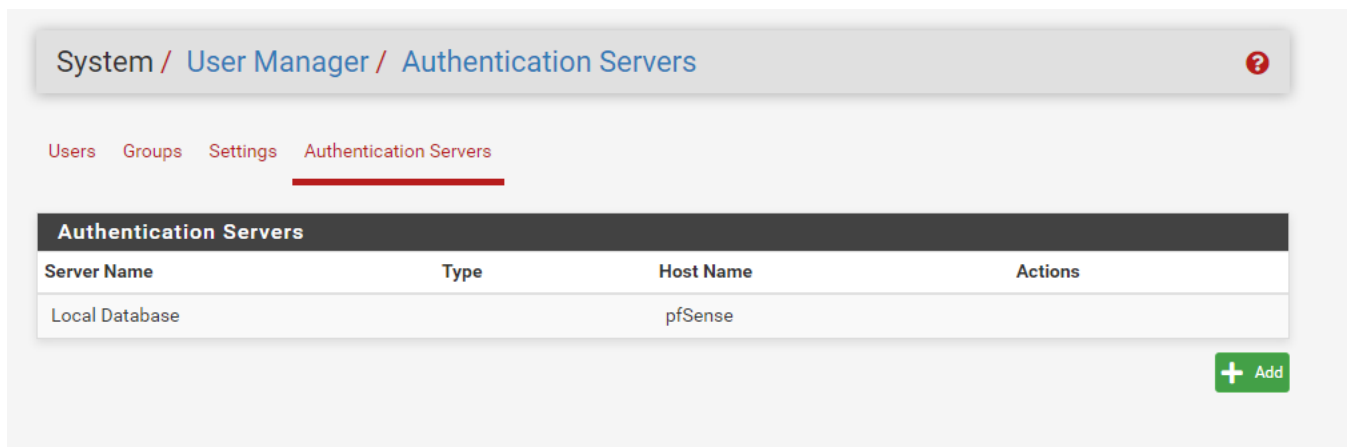 System / User Manager / Authentication Servers
Users Groups Settings Authentication Servers
Authentication Servers
Server Name Type Host Name Actions
Local Database pfSense
Add